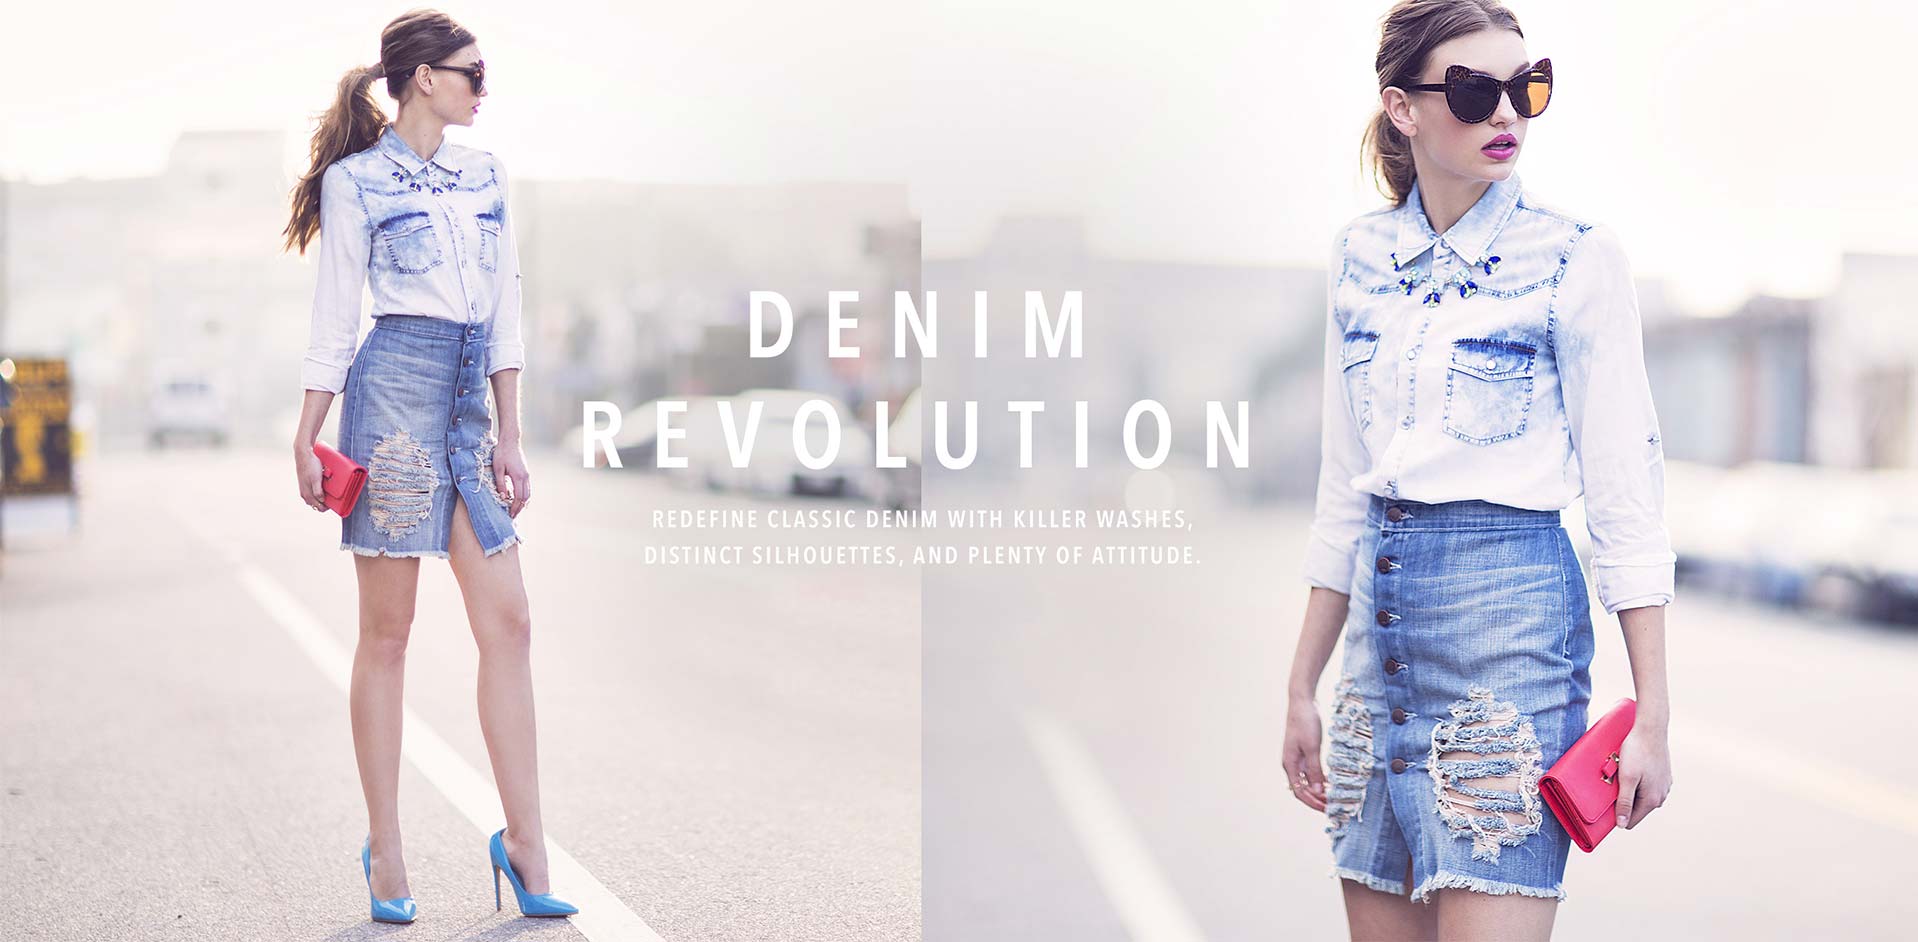 DENIM
REVOLUTION
REDEFINE CLASSIC DENIM WITH KILLER WASHES,
DISTINCT SILHOUETTES, AND PLENTY OF ATTITUDE.